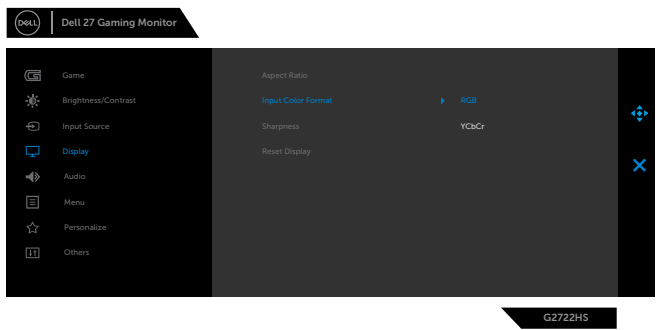 DELL
Dell 27 Gaming Monitor
Game
Aspect Ratio
Brightness/Contrast
Input Color Format
RGB
Input Source
Sharpness
YCbCr
Display
Reset Display
Audio
Menu
Personalize
Others
G2722HS